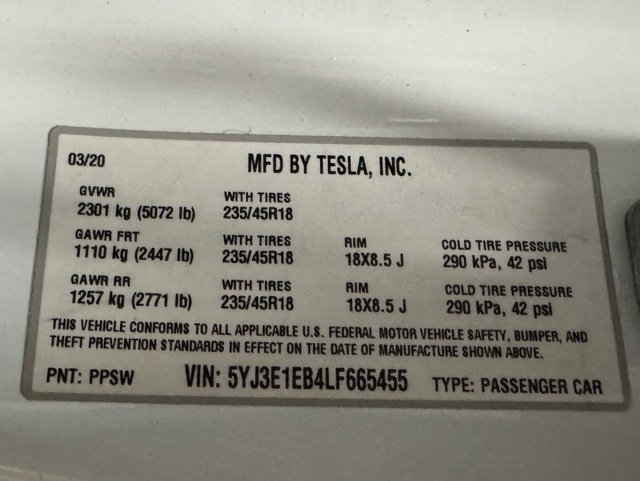 03/20 MFD BY TESLA, INC.
GVWR WITH TIRES
2301 kg (5072 lb) 235/45R18
GAWR FRT WITH TIRES RIM COLD TIRE PRESSURE
1110 kg (2447 lb) 235/45R18 18X8.5 J 290 kPa, 42 psi
GAWR RR WITH TIRES RIM COLD TIRE PRESSURE
1257 kg (2771 lb) 235/45R18 18X8.5 J 290 kPa, 42 psi
THIS VEHICLE CONFORMS TO ALL APPLICABLE U.S. FEDERAL MOTOR VEHICLE SAFETY, BUMPER, AND
THEFT PREVENTION STANDARDS IN EFFECT ON THE DATE OF MANUFACTURE SHOWN ABOVE.
PNT: PPSW VIN: 5YJ3E1EB4LF665455 TYPE: PASSENGER CAR